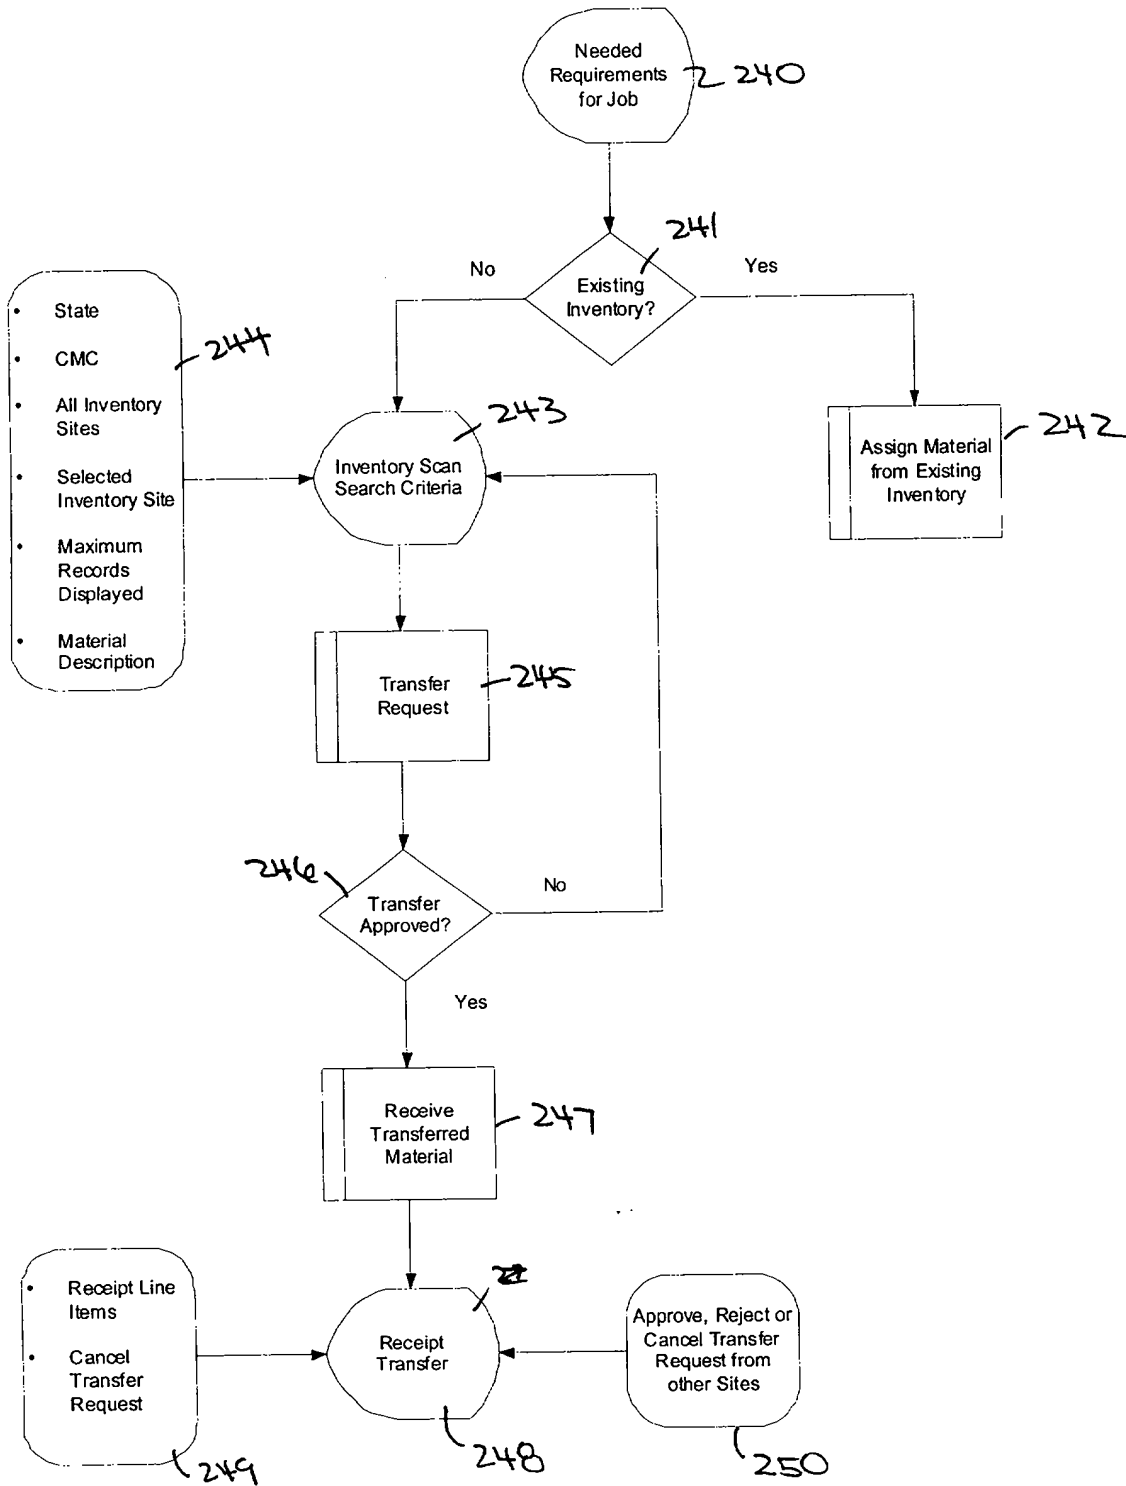 Needed
Requirements
for Job
240
241
No
Yes
Existing
Inventory?
• State
• CMC
• All Inventory
Sites
• Selected
Inventory Site
• Maximum
Records
Displayed
• Material
Description
244
243
Inventory Scan
Search Criteria
242
Assign Material
from Existing
Inventory
Transfer
Request
245
246
Transfer
Approved?
No
Yes
Receive
Transferred
Material
247
• Receipt Line
Items
• Cancel
Transfer
Request
249
Receipt
Transfer
248
Approve, Reject or
Cancel Transfer
Request from
other Sites
250